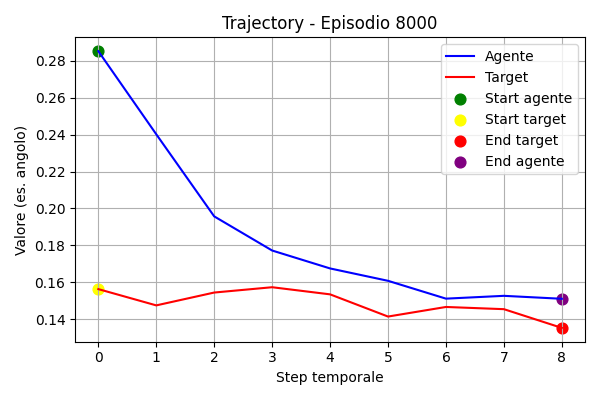 Trajectory - Episodio 8000
Valore (es. angolo)
0.28
0.26
0.24
0.22
0.20
0.18
0.16
0.14
0 1 2 3 4 5 6 7 8
Step temporale
Agente
Target
Start agente
Start target
End target
End agente